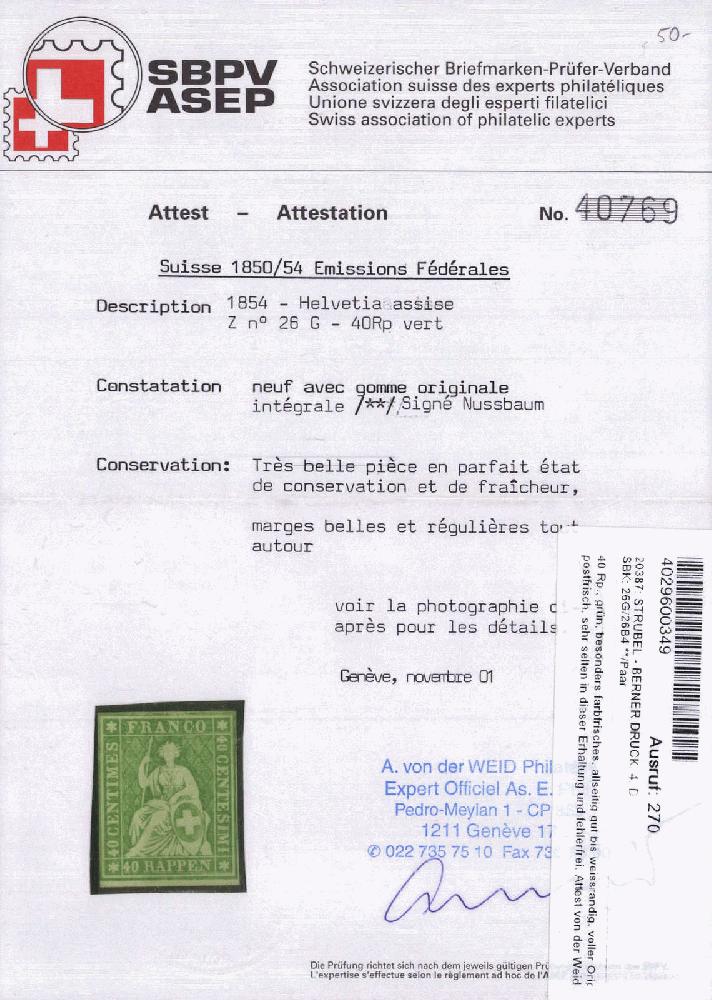 50-
SBPV
ASEP
Schweizerischer Briefmarken-Prüfer-Verband
Association suisse des experts philatéliques
Unione svizzera degli esperti filatelici
Swiss association of philatelic experts
Attest - Attestation
No. 40769
Suisse 1850/54 Emissions Fédérales
Description 1854 - Helvetia assise
Z nº 26 G - 40Rp vert
Constatation neuf avec gomme originale
intégrale /**/ Signé Nussbaum
Conservation: Très belle pièce en parfait état
de conservation et de fraîcheur,
marges belles et régulières tout
autour
voir la photographie
après pour les détails
Genève, novembre 01
FRANCO
40 CENTIMES
40 CENTESIMI
40 RAPPEN
A. von der WEID Phila
Expert Officiel As. E.
Pedro-Meylan 1 - CP
1211 Genève 17
✆ 022 735 75 10 Fax 73
Die Prüfung richtet sich nach dem jeweils gültigen
L'expertise s'effectue selon le règlement ad hoc de
4029600349 Ausruf: 270
20387: STRUBEL - BERNER DRUCK, 4. D
SBK: 26G/26B4 **/Paar
40 Rp., grün, besonders farbfrisches, allseitig gut bis weissrandig, voller
postfrisch, sehr selten in dieser Erhaltung und fehlerfrei. Attest von der Weid